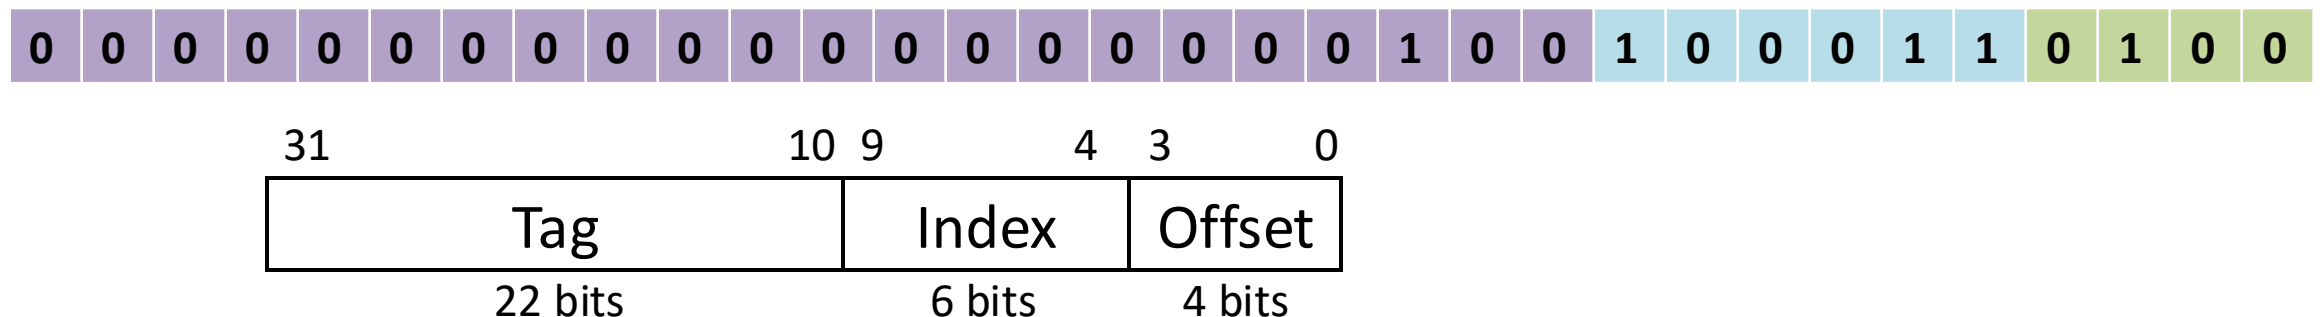 0 0 0 0 0 0 0 0 0 0 0 0 0 0 0 0 0 0 0 1 0 0 1 0 0 0 1 1 0 1 0 0
31 10 9 4 3 0
Tag Index Offset
22 bits 6 bits 4 bits